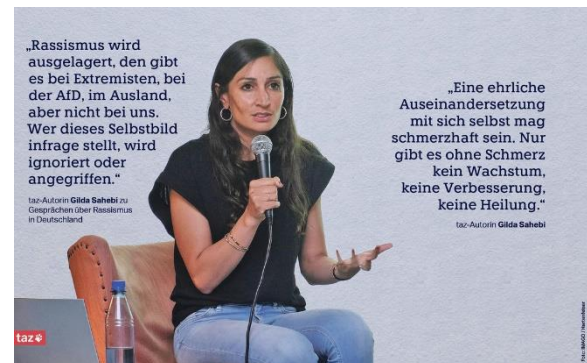 „Rassismus wird
ausgelagert, den gibt
es bei Extremisten, bei
der AfD, im Ausland,
aber nicht bei uns.
Wer dieses Selbstbild
infrage stellt, wird
ignoriert oder
angegriffen.“
taz-Autorin Gilda Sahebi zu
Gesprächen über Rassismus
in Deutschland
„Eine ehrliche
Auseinandersetzung
mit sich selbst mag
schmerzhaft sein. Nur
gibt es ohne Schmerz
kein Wachstum,
keine Verbesserung,
keine Heilung.“
taz-Autorin Gilda Sahebi
taz